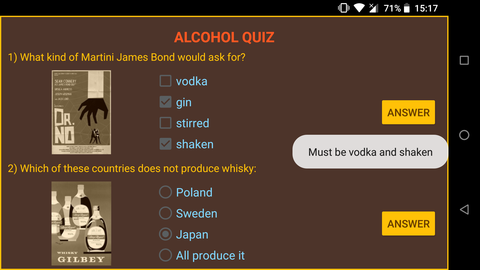 71% 15:17
ALCOHOL QUIZ
1) What kind of Martini James Bond would ask for?
DR.
NO
vodka
gin
stirred
shaken
ANSWER
Must be vodka and shaken
2) Which of these countries does not produce whisky:
GILBEY
Poland
Sweden
Japan
All produce it
ANSWER